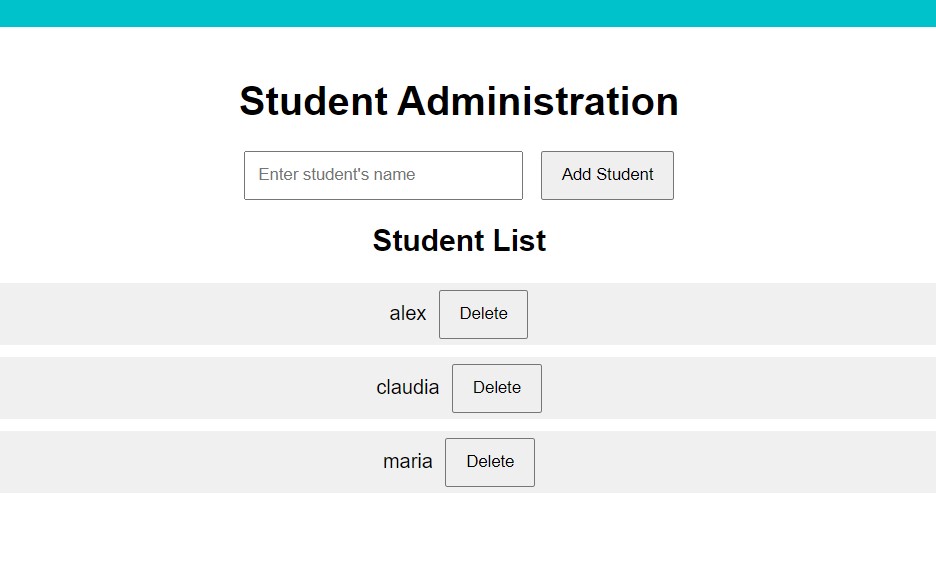 Student Administration
Enter student's name Add Student
Student List
alex Delete
claudia Delete
maria Delete